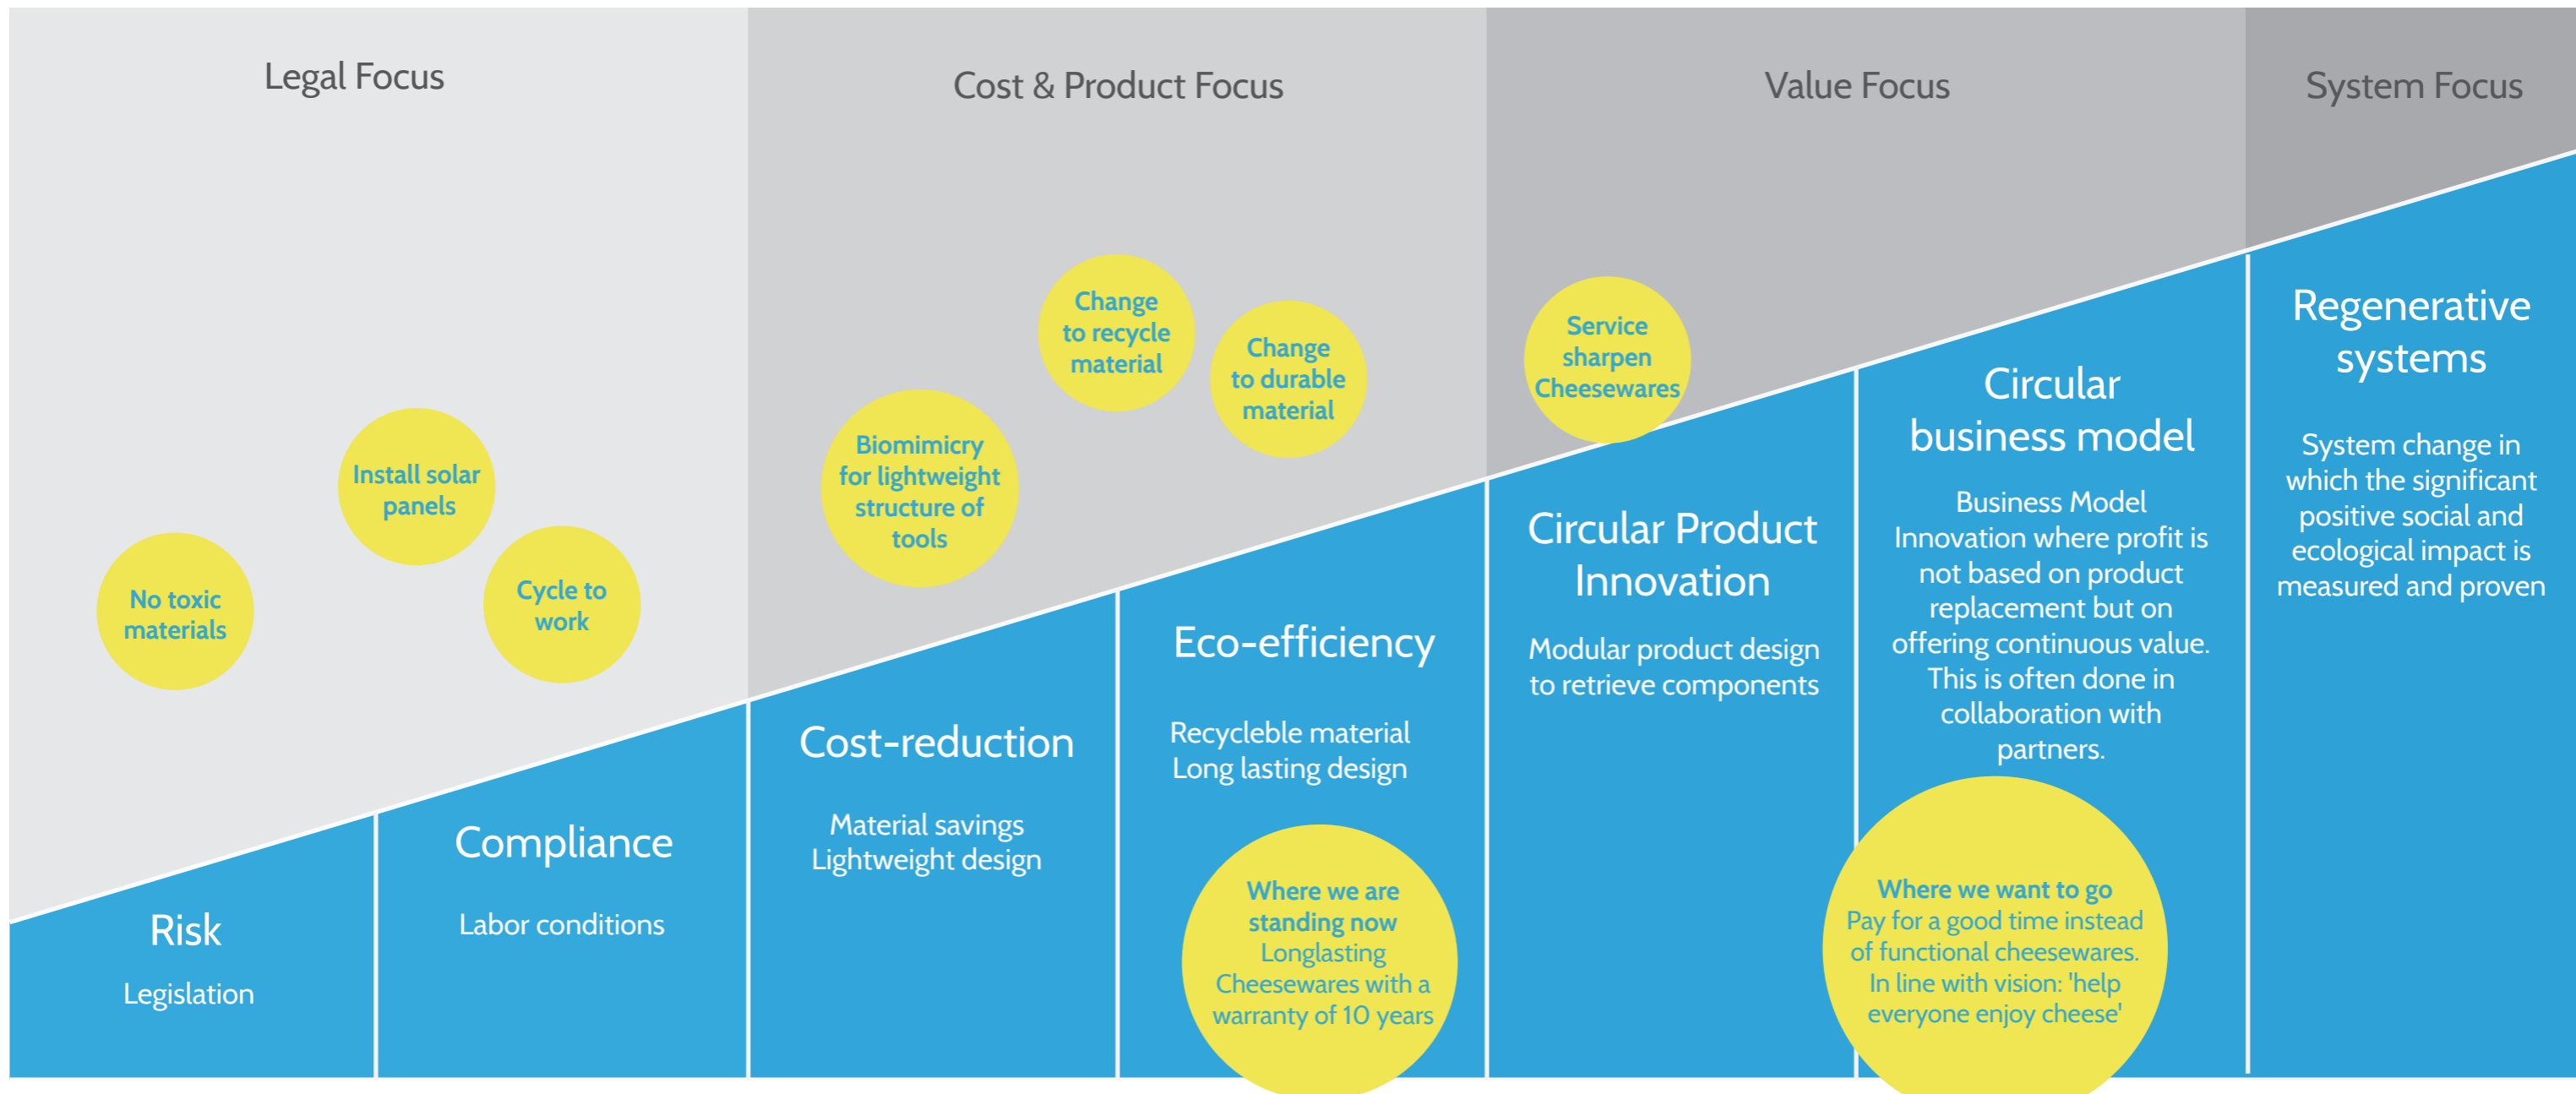 Legal Focus
Cost & Product Focus
Value Focus
System Focus
No toxic
materials
Install solar
panels
Cycle to
work
Biomimicry
for lightweight
structure of
tools
Change
to recycle
material
Change
to durable
material
Service
sharpen
Cheesewares
Risk
Legislation
Compliance
Labor conditions
Cost-reduction
Material savings
Lightweight design
Eco-efficiency
Recycleble material
Long lasting design
Where we are
standing now
Longlasting
Cheesewares with a
warranty of 10 years
Circular Product
Innovation
Modular product design
to retrieve components
Circular
business model
Business Model
Innovation where profit is
not based on product
replacement but on
offering continuous value.
This is often done in
collaboration with
partners.
Where we want to go
Pay for a good time instead
of functional cheesewares.
In line with vision: 'help
everyone enjoy cheese'
Regenerative
systems
System change in
which the significant
positive social and
ecological impact is
measured and proven